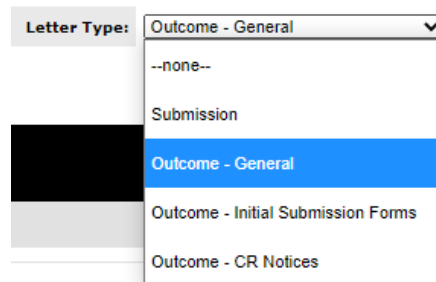 Letter Type: Outcome - General
--none--
Submission
Outcome - General
Outcome - Initial Submission Forms
Outcome - CR Notices